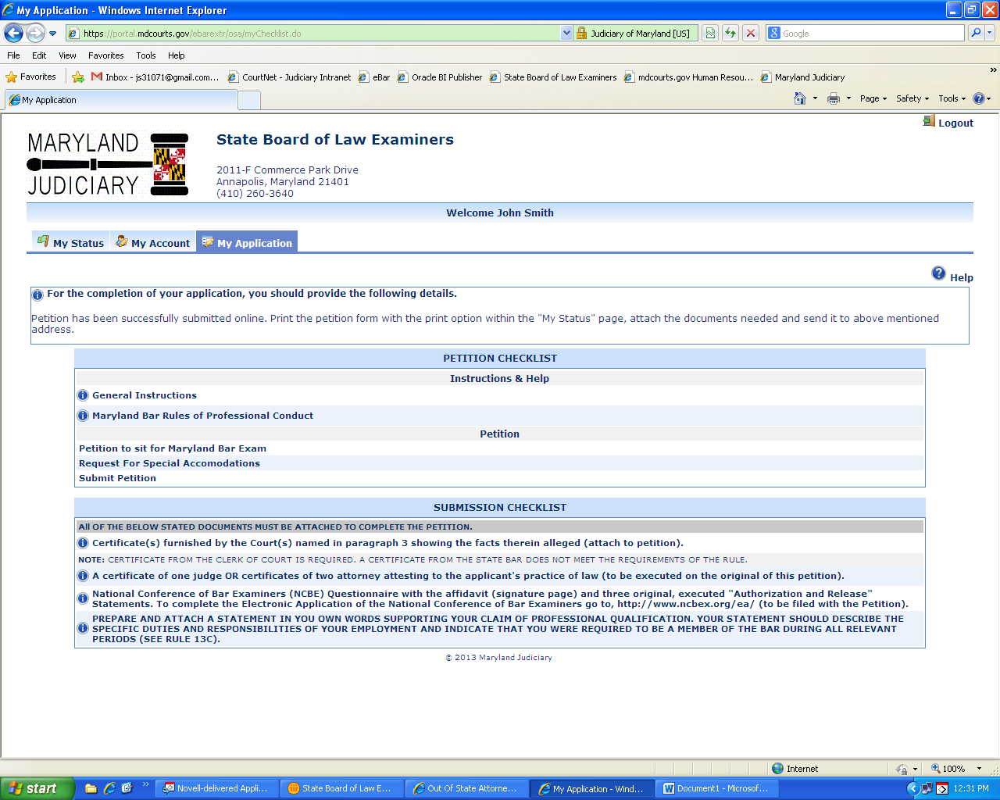 My Application - Windows Internet Explorer
https://portal.mdcourts.gov/ebarextr/osa/myChecklist.do
Judiciary of Maryland [US]
Google
File Edit View Favorites Tools Help
Favorites
Inbox - js31071@gmail.com...
CourtNet - Judiciary Intranet
eBar
Oracle BI Publisher
State Board of Law Examiners
mdcourts.gov Human Resou...
Maryland Judiciary
My Application
Page Safety Tools
Logout
MARYLAND
JUDICIARY
State Board of Law Examiners
2011-F Commerce Park Drive
Annapolis, Maryland 21401
(410) 260-3640
Welcome John Smith
My Status My Account My Application
Help
For the completion of your application, you should provide the following details.
Petition has been successfully submitted online. Print the petition form with the print option within the "My Status" page, attach the documents needed and send it to above mentioned
address.
PETITION CHECKLIST
Instructions & Help
General Instructions
Maryland Bar Rules of Professional Conduct
Petition
Petition to sit for Maryland Bar Exam
Request For Special Accomodations
Submit Petition
SUBMISSION CHECKLIST
All OF THE BELOW STATED DOCUMENTS MUST BE ATTACHED TO COMPLETE THE PETITION.
Certificate(s) furnished by the Court(s) named in paragraph 3 showing the facts therein alleged (attach to petition).
NOTE: CERTIFICATE FROM THE CLERK OF COURT IS REQUIRED. A CERTIFICATE FROM THE STATE BAR DOES NOT MEET THE REQUIREMENTS OF THE RULE.
A certificate of one judge OR certificates of two attorney attesting to the applicant's practice of law (to be executed on the original of this petition).
National Conference of Bar Examiners (NCBE) Questionnaire with the affidavit (signature page) and three original, executed "Authorization and Release"
Statements. To complete the Electronic Application of the National Conference of Bar Examiners go to, http://www.ncbex.org/ea/ (to be filed with the Petition).
PREPARE AND ATTACH A STATEMENT IN YOU OWN WORDS SUPPORTING YOUR CLAIM OF PROFESSIONAL QUALIFICATION. YOUR STATEMENT SHOULD DESCRIBE THE
SPECIFIC DUTIES AND RESPONSIBILITIES OF YOUR EMPLOYMENT AND INDICATE THAT YOU WERE REQUIRED TO BE A MEMBER OF THE BAR DURING ALL RELEVANT
PERIODS (SEE RULE 13C).
© 2013 Maryland Judiciary
Internet
100%
start
Novell-delivered Appli...
State Board of Law E...
Out Of State Attorne...
My Application - Wind...
Document1 - Microsof...
12:31 PM